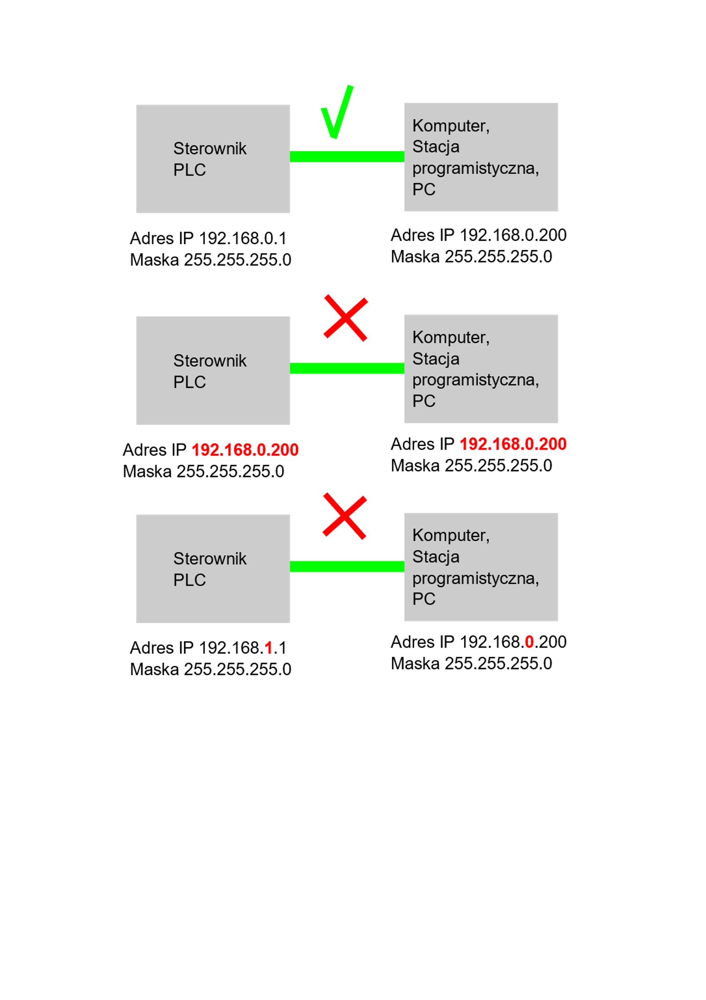 Sterownik
PLC
Komputer,
Stacja
programistyczna,
PC
Adres IP 192.168.0.1
Maska 255.255.255.0
Adres IP 192.168.0.200
Maska 255.255.255.0
Sterownik
PLC
Komputer,
Stacja
programistyczna,
PC
Adres IP 192.168.0.200
Maska 255.255.255.0
Adres IP 192.168.0.200
Maska 255.255.255.0
Sterownik
PLC
Komputer,
Stacja
programistyczna,
PC
Adres IP 192.168.1.1
Maska 255.255.255.0
Adres IP 192.168.0.200
Maska 255.255.255.0